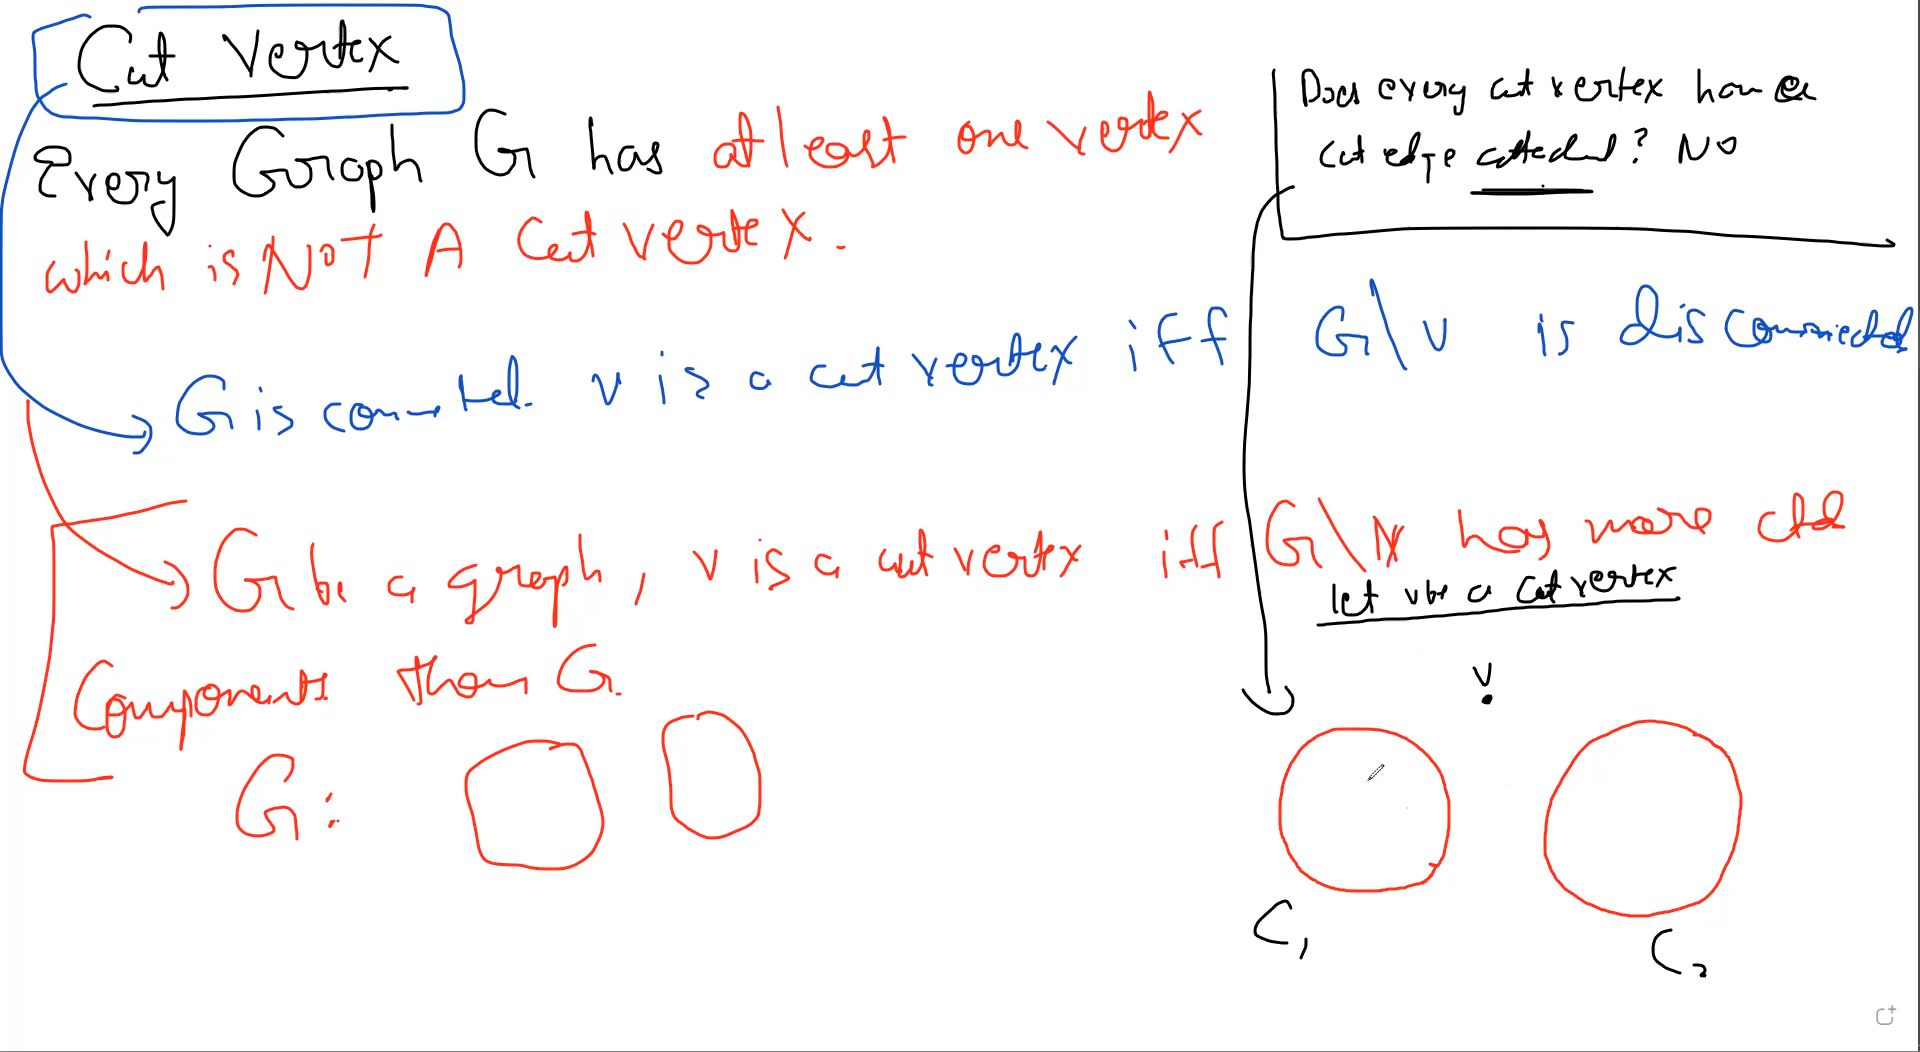 Cut Vertex
Every Graph G has atleast one vertex
which is NOT A Cut vertex.
G is connected. v is a cut vertex iff G\v is disconnected
G be a graph, v is a cut vertex iff G\v has more ctd
Components than G.
G:
Does every cut vertex have a
cut edge attached? NO
let v be a cut vertex
v
C₁
C₂